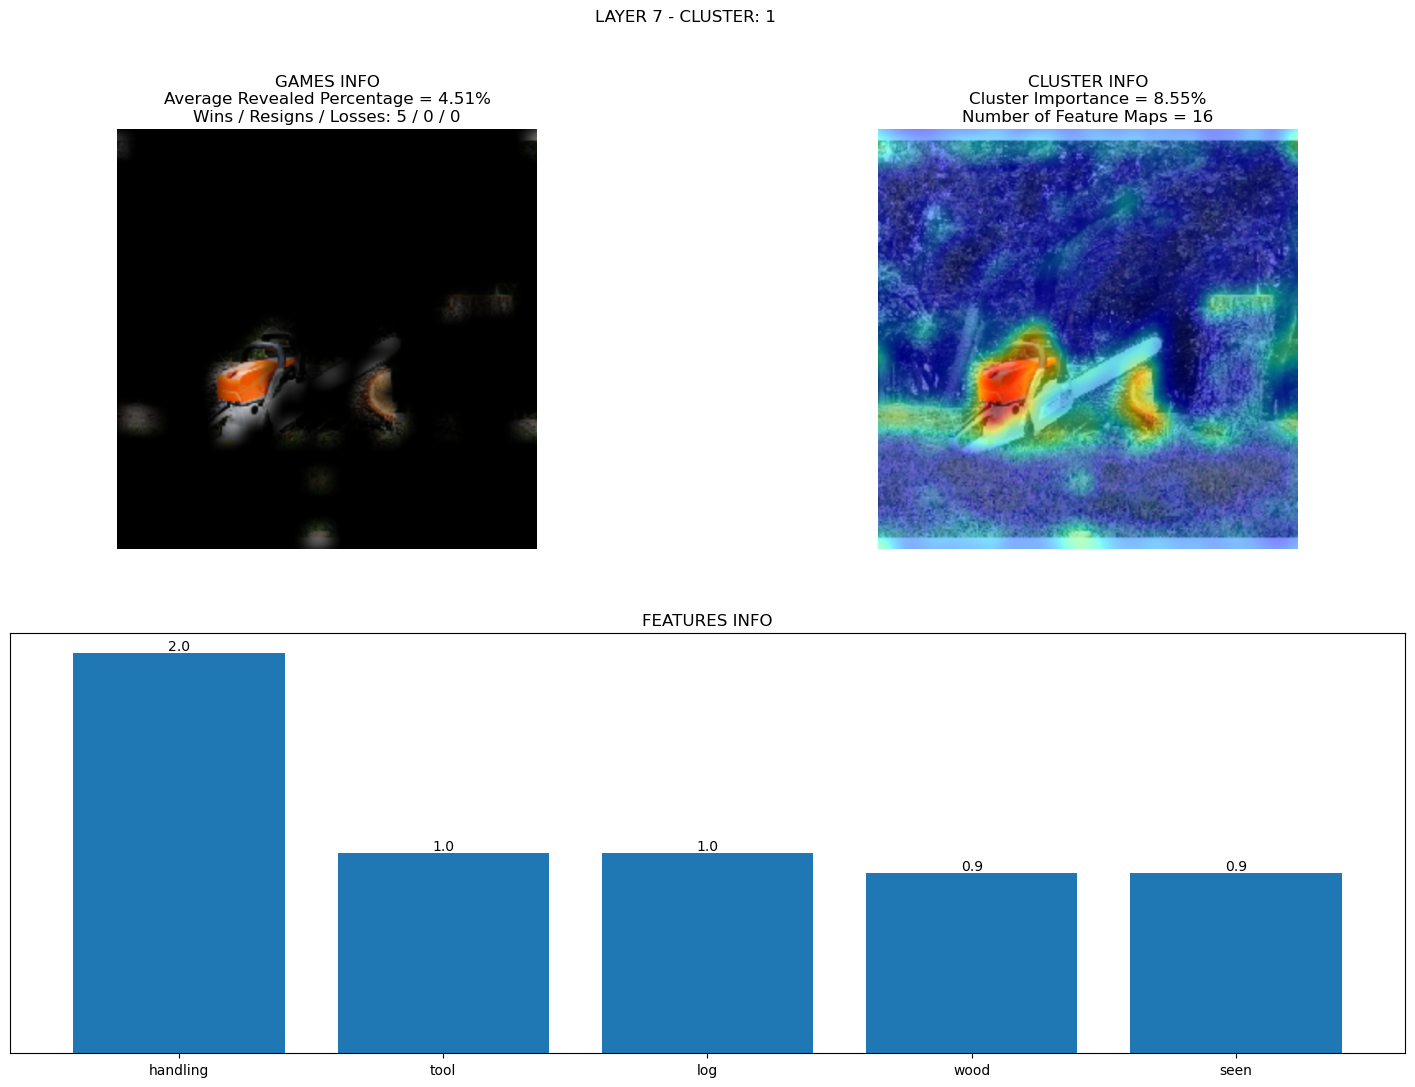 LAYER 7 - CLUSTER: 1
GAMES INFO
Average Revealed Percentage = 4.51%
Wins / Resigns / Losses: 5 / 0 / 0
CLUSTER INFO
Cluster Importance = 8.55%
Number of Feature Maps = 16
FEATURES INFO
2.0
1.0
1.0
0.9
0.9
handling
tool
log
wood
seen